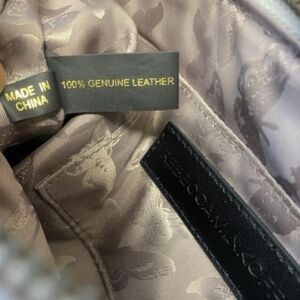 MADE IN
CHINA
100% GENUINE LEATHER
REBECCA MINKOFF